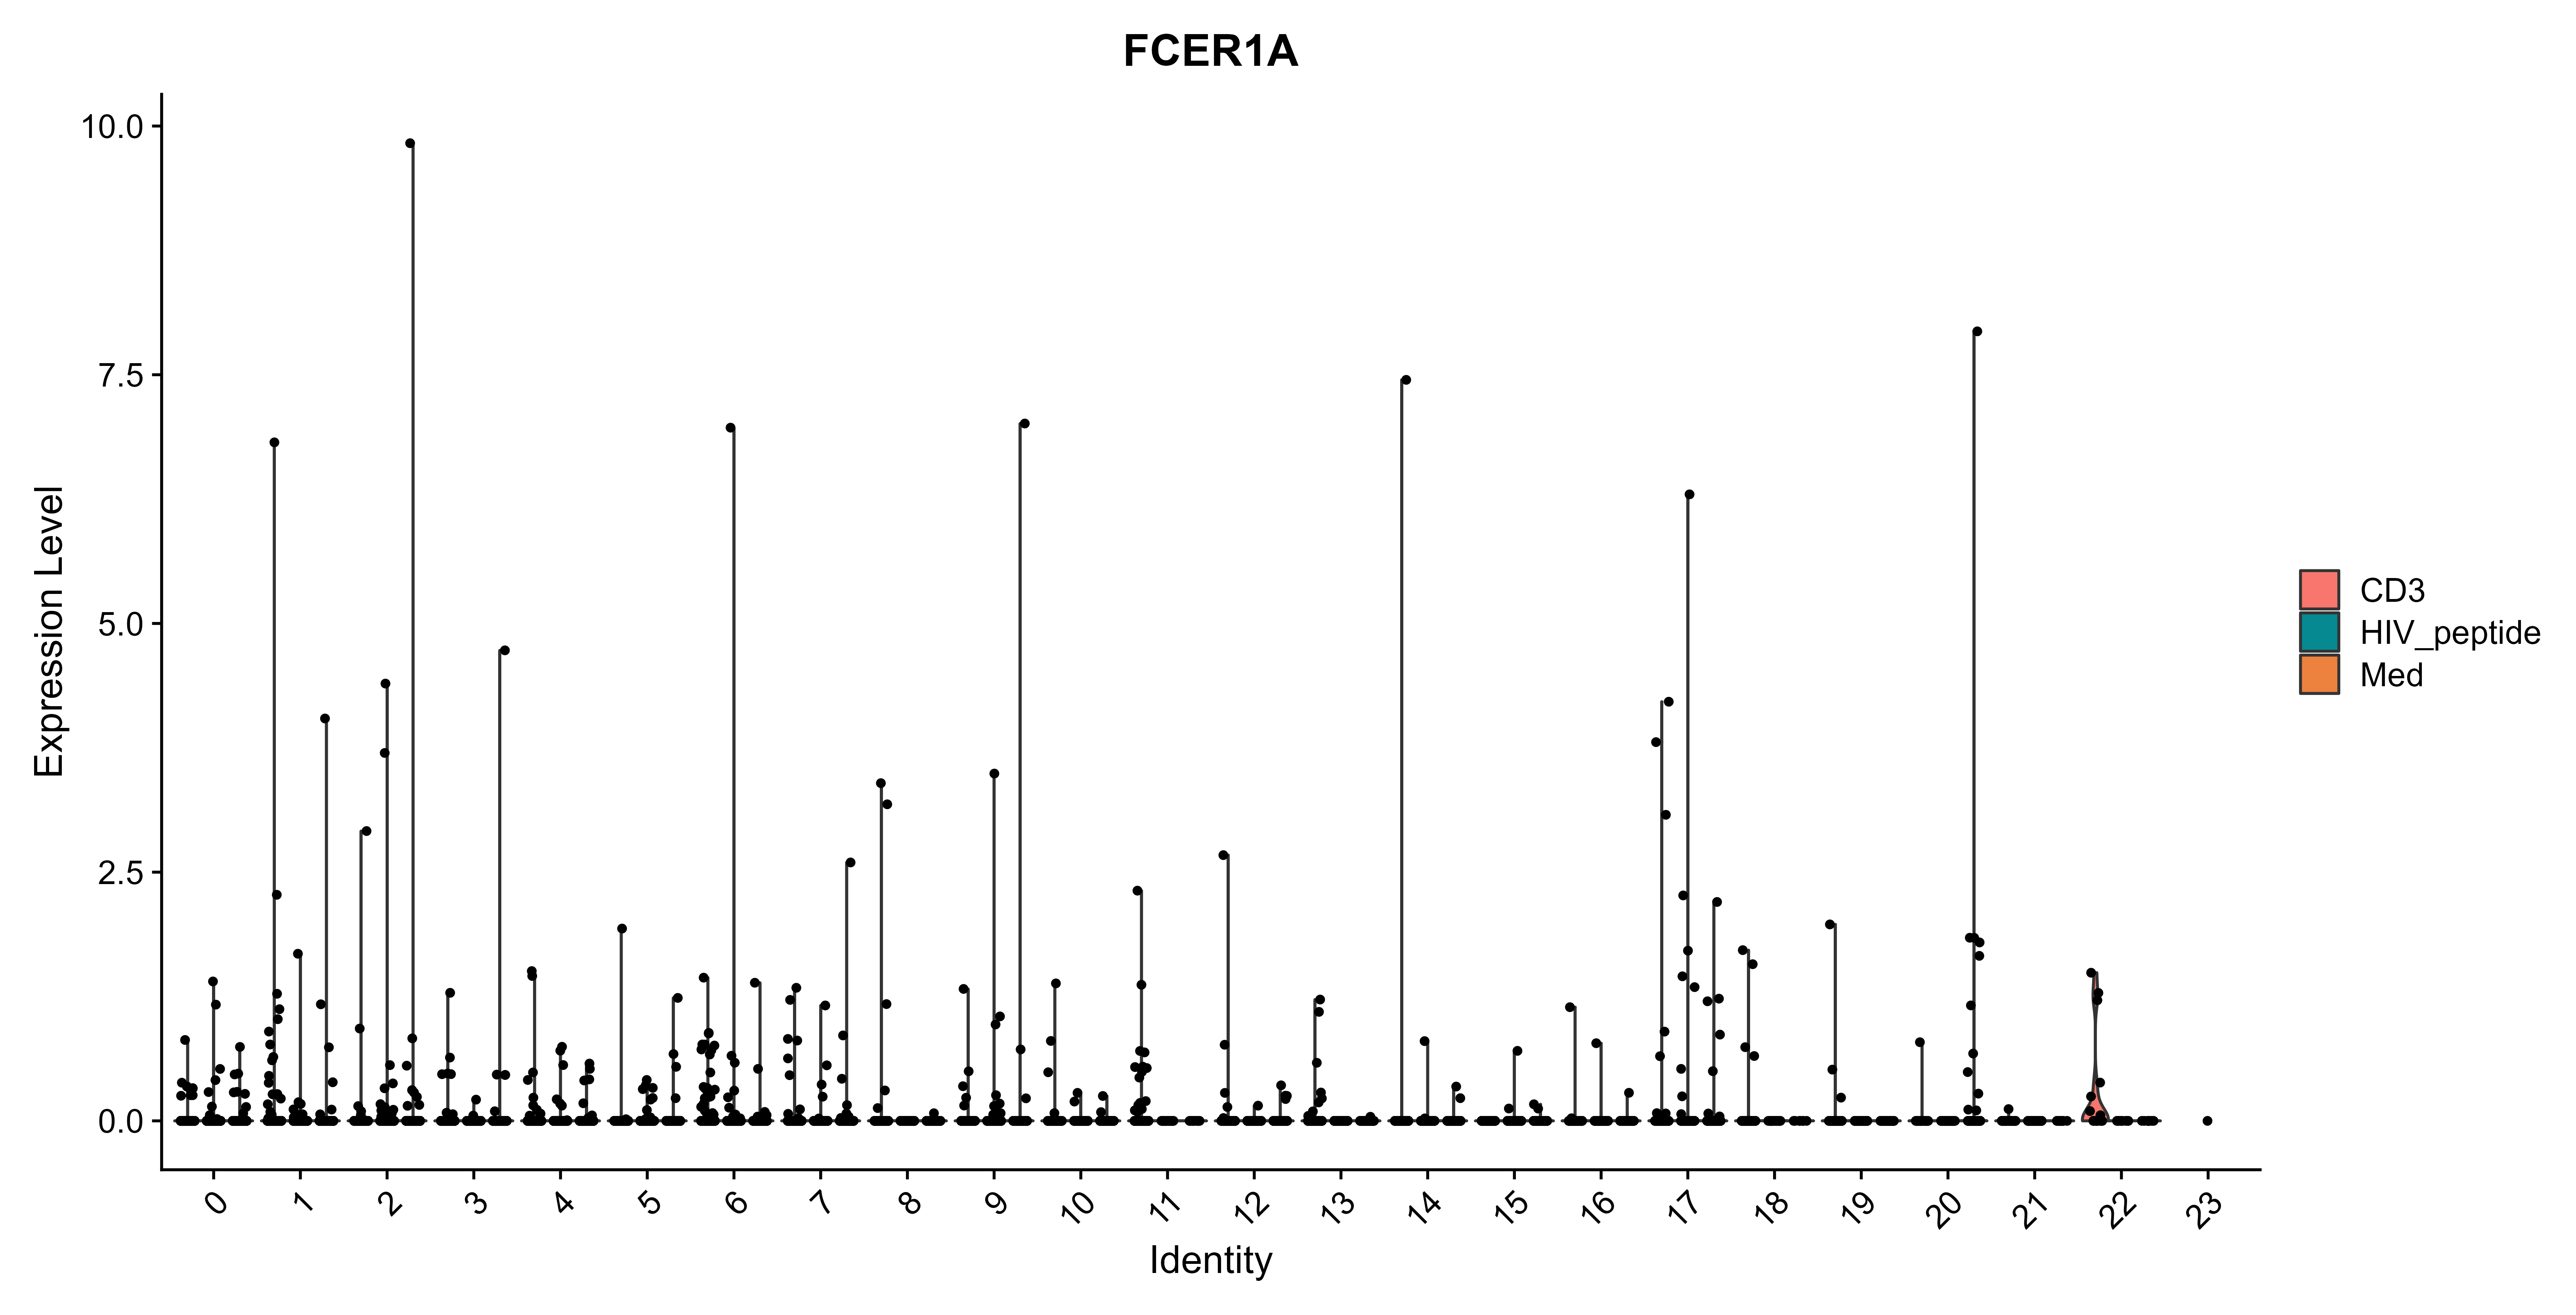 FCER1A
Expression Level
10.0
7.5
5.0
2.5
0.0
0 1 2 3 4 5 6 7 8 9 10 11 12 13 14 15 16 17 18 19 20 21 22 23
Identity
CD3
HIV_peptide
Med